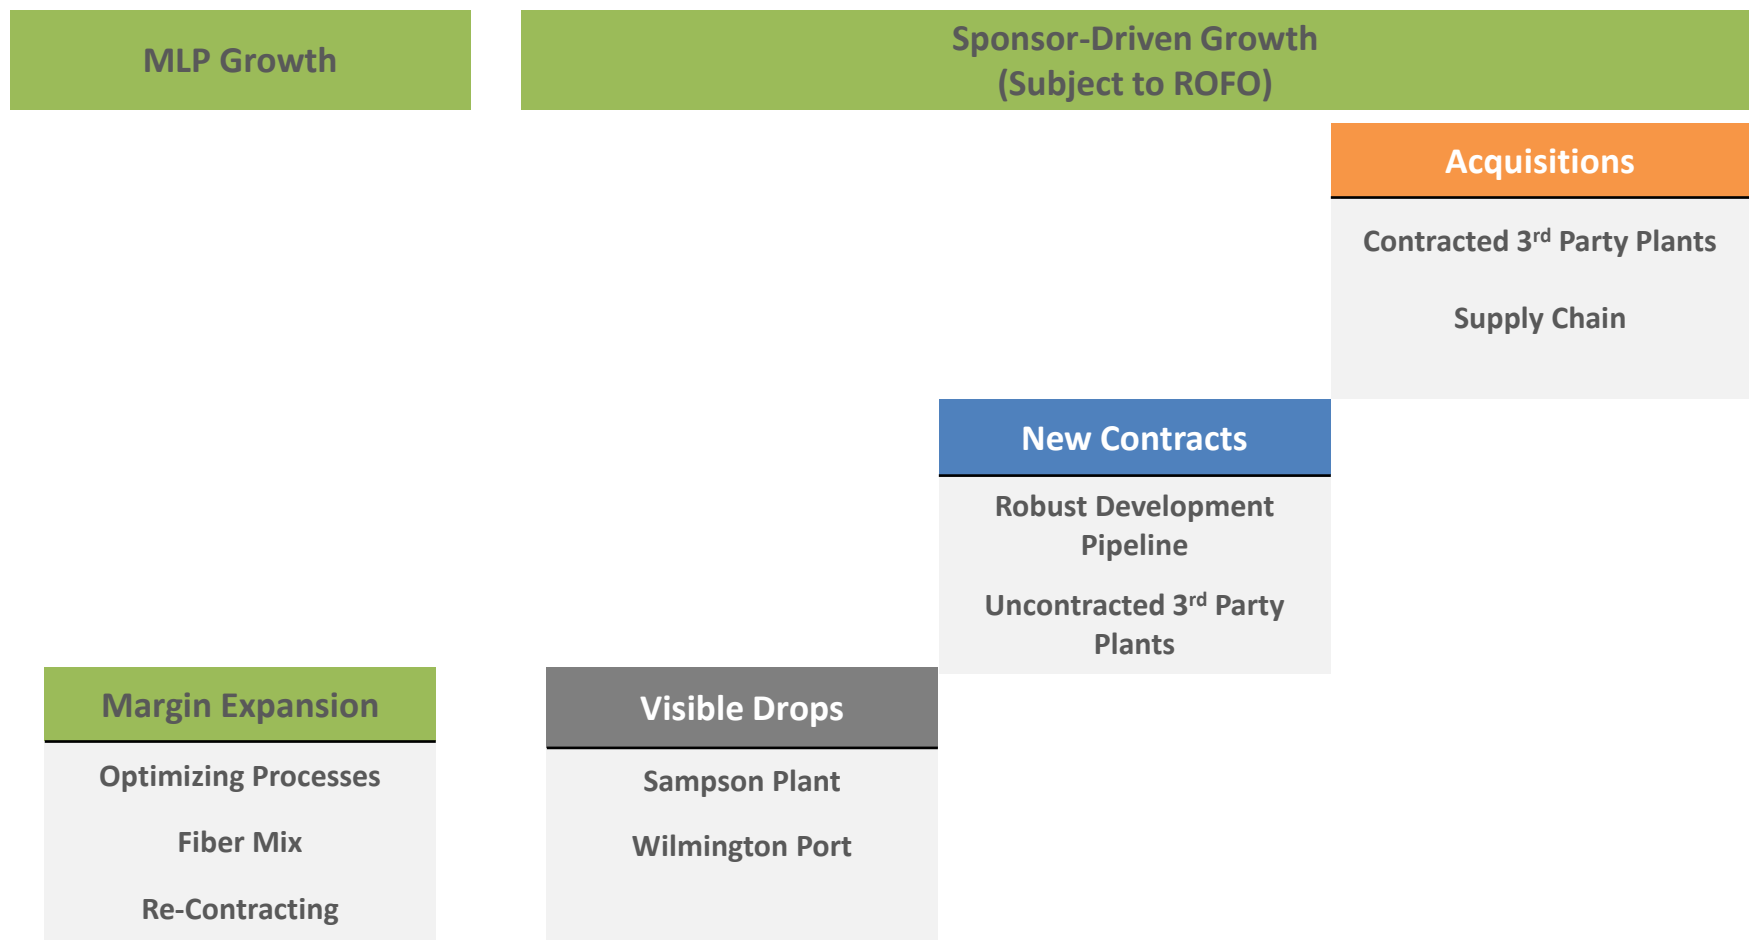 MLP Growth
Sponsor-Driven Growth
(Subject to ROFO)
Acquisitions
Contracted 3rd Party Plants
Supply Chain
New Contracts
Robust Development
Pipeline
Uncontracted 3rd Party
Plants
Margin Expansion
Optimizing Processes
Fiber Mix
Re-Contracting
Visible Drops
Sampson Plant
Wilmington Port